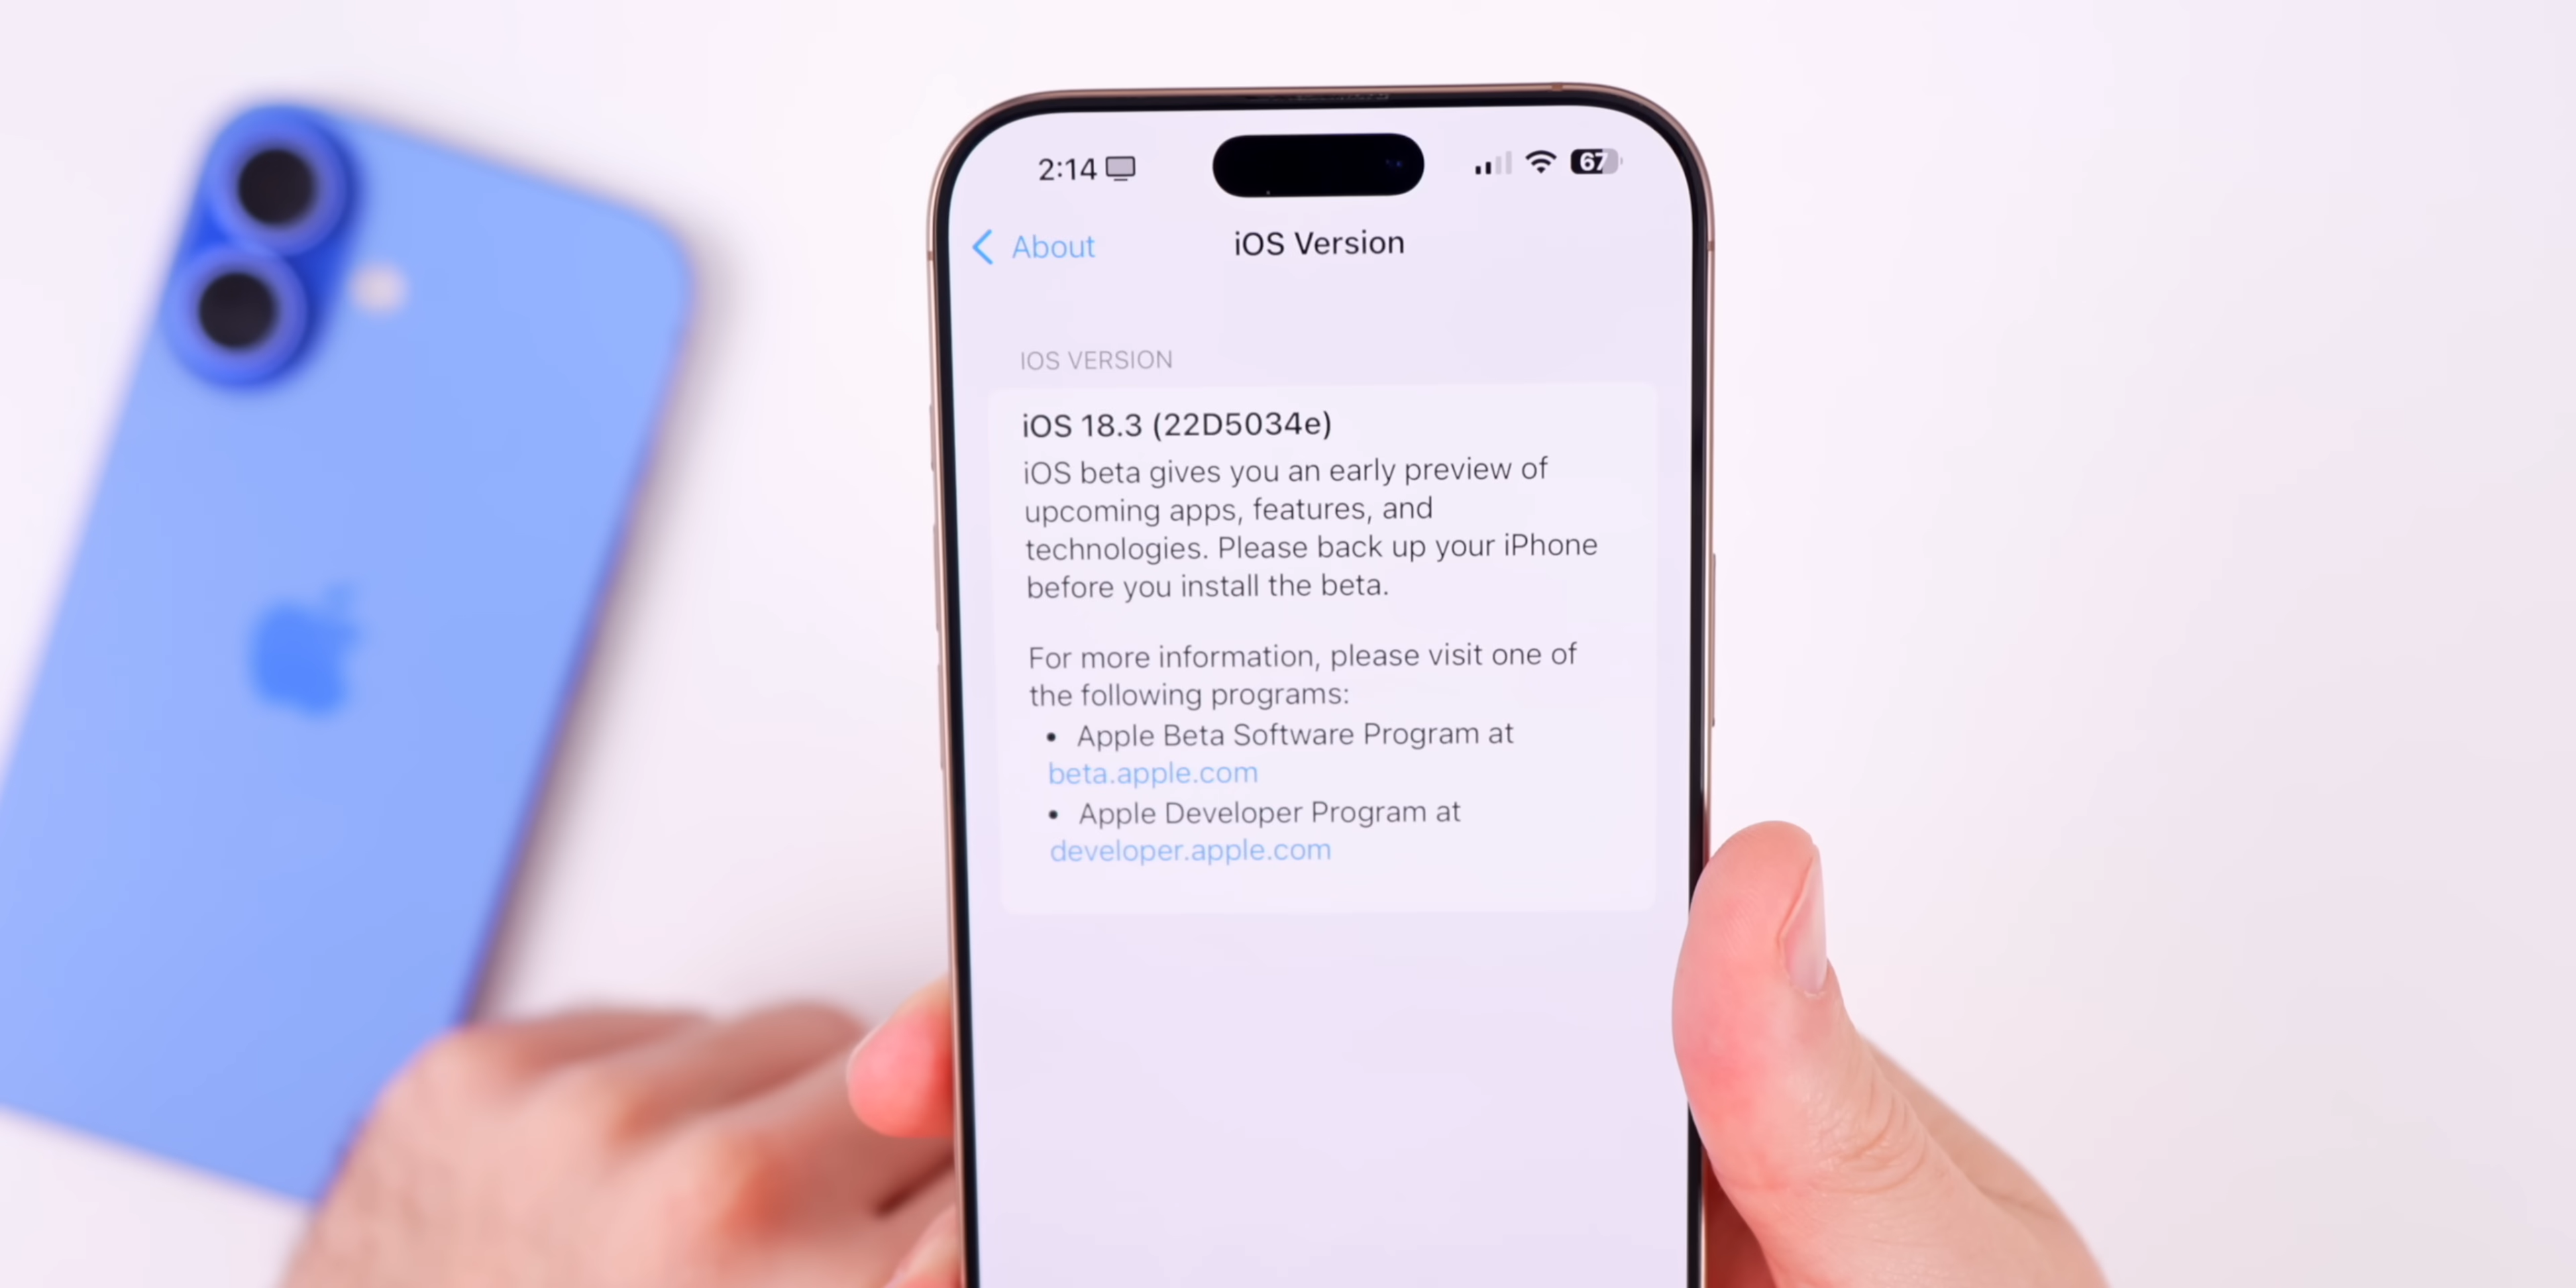 2:14
67
About
iOS Version
IOS VERSION
iOS 18.3 (22D5034e)
iOS beta gives you an early preview of
upcoming apps, features, and
technologies. Please back up your iPhone
before you install the beta.
For more information, please visit one of
the following programs:
• Apple Beta Software Program at
beta.apple.com
• Apple Developer Program at
developer.apple.com